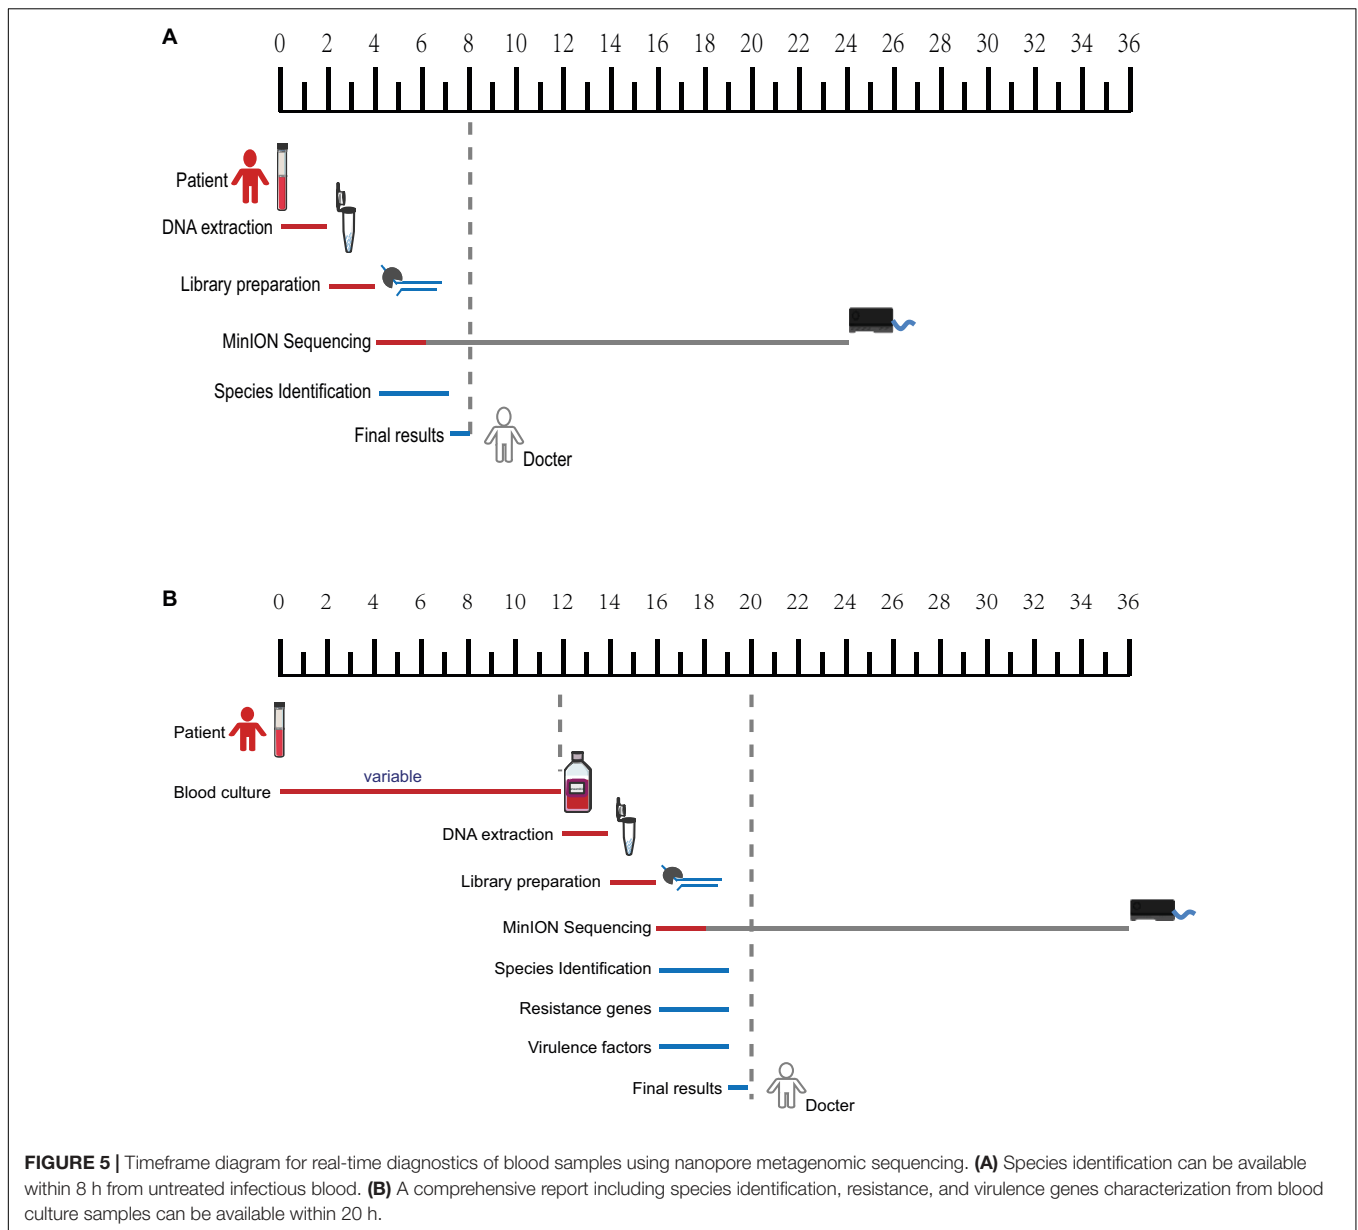 A
0 2 4 6 8 10 12 14 16 18 20 22 24 26 28 30 32 34 36
Patient
DNA extraction
Library preparation
MinION Sequencing
Species Identification
Final results
Docter
B
0 2 4 6 8 10 12 14 16 18 20 22 24 26 28 30 32 34 36
Patient
variable
Blood culture
DNA extraction
Library preparation
MinION Sequencing
Species Identification
Resistance genes
Virulence factors
Final results
Docter
FIGURE 5 | Timeframe diagram for real-time diagnostics of blood samples using nanopore metagenomic sequencing. (A) Species identification can be available
within 8 h from untreated infectious blood. (B) A comprehensive report including species identification, resistance, and virulence genes characterization from blood
culture samples can be available within 20 h.